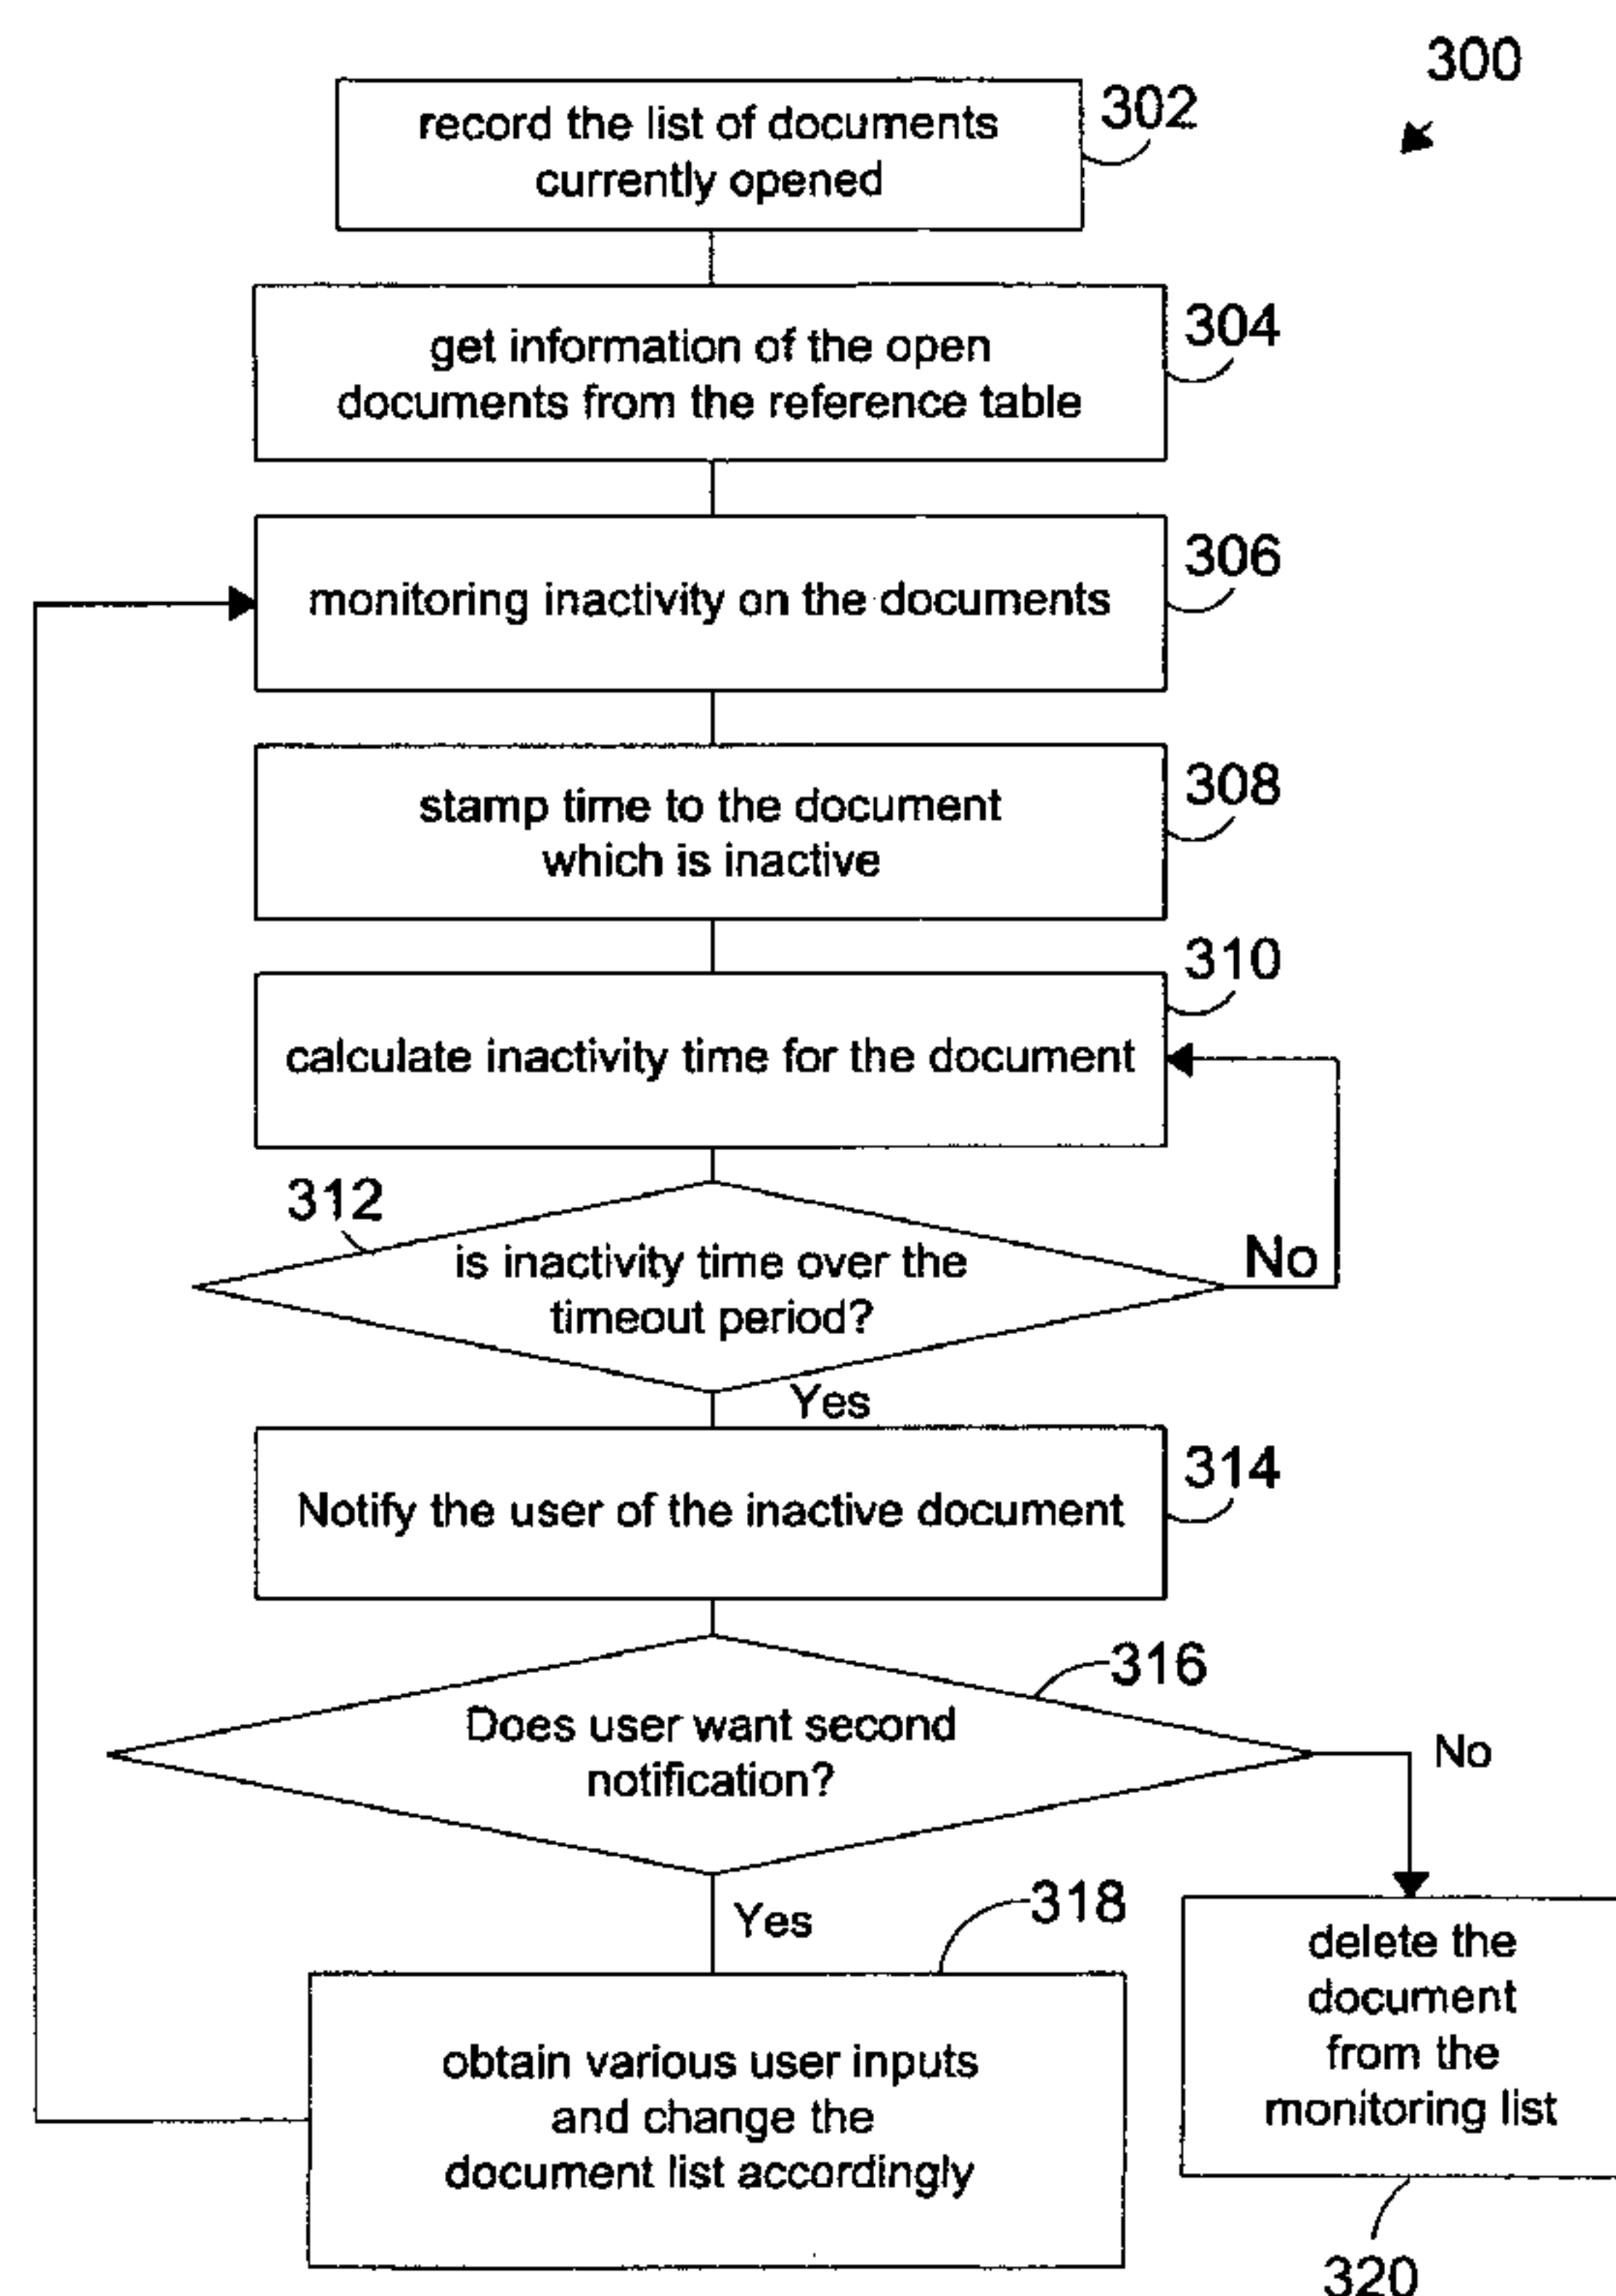 300
record the list of documents
currently opened
302
get information of the open
documents from the reference table
304
monitoring inactivity on the documents
306
stamp time to the document
which is inactive
308
310
calculate inactivity time for the document
312
is inactivity time over the
timeout period?
No
Yes
Notify the user of the inactive document
314
316
Does user want second
notification?
No
Yes
318
obtain various user inputs
and change the
document list accordingly
delete the
document
from the
monitoring list
320